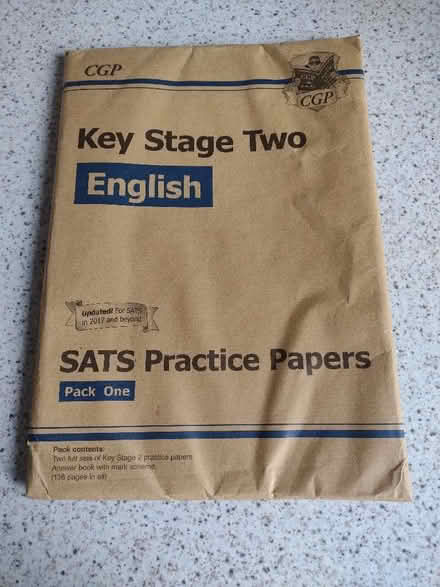 CGP
CGP
Key Stage Two
English
Updated! For SATS
in 2017 and beyond
SATS Practice Papers
Pack One
Pack contents:
Two full sets of Key Stage 2 practice papers
Answer book with mark scheme
(136 pages in all)